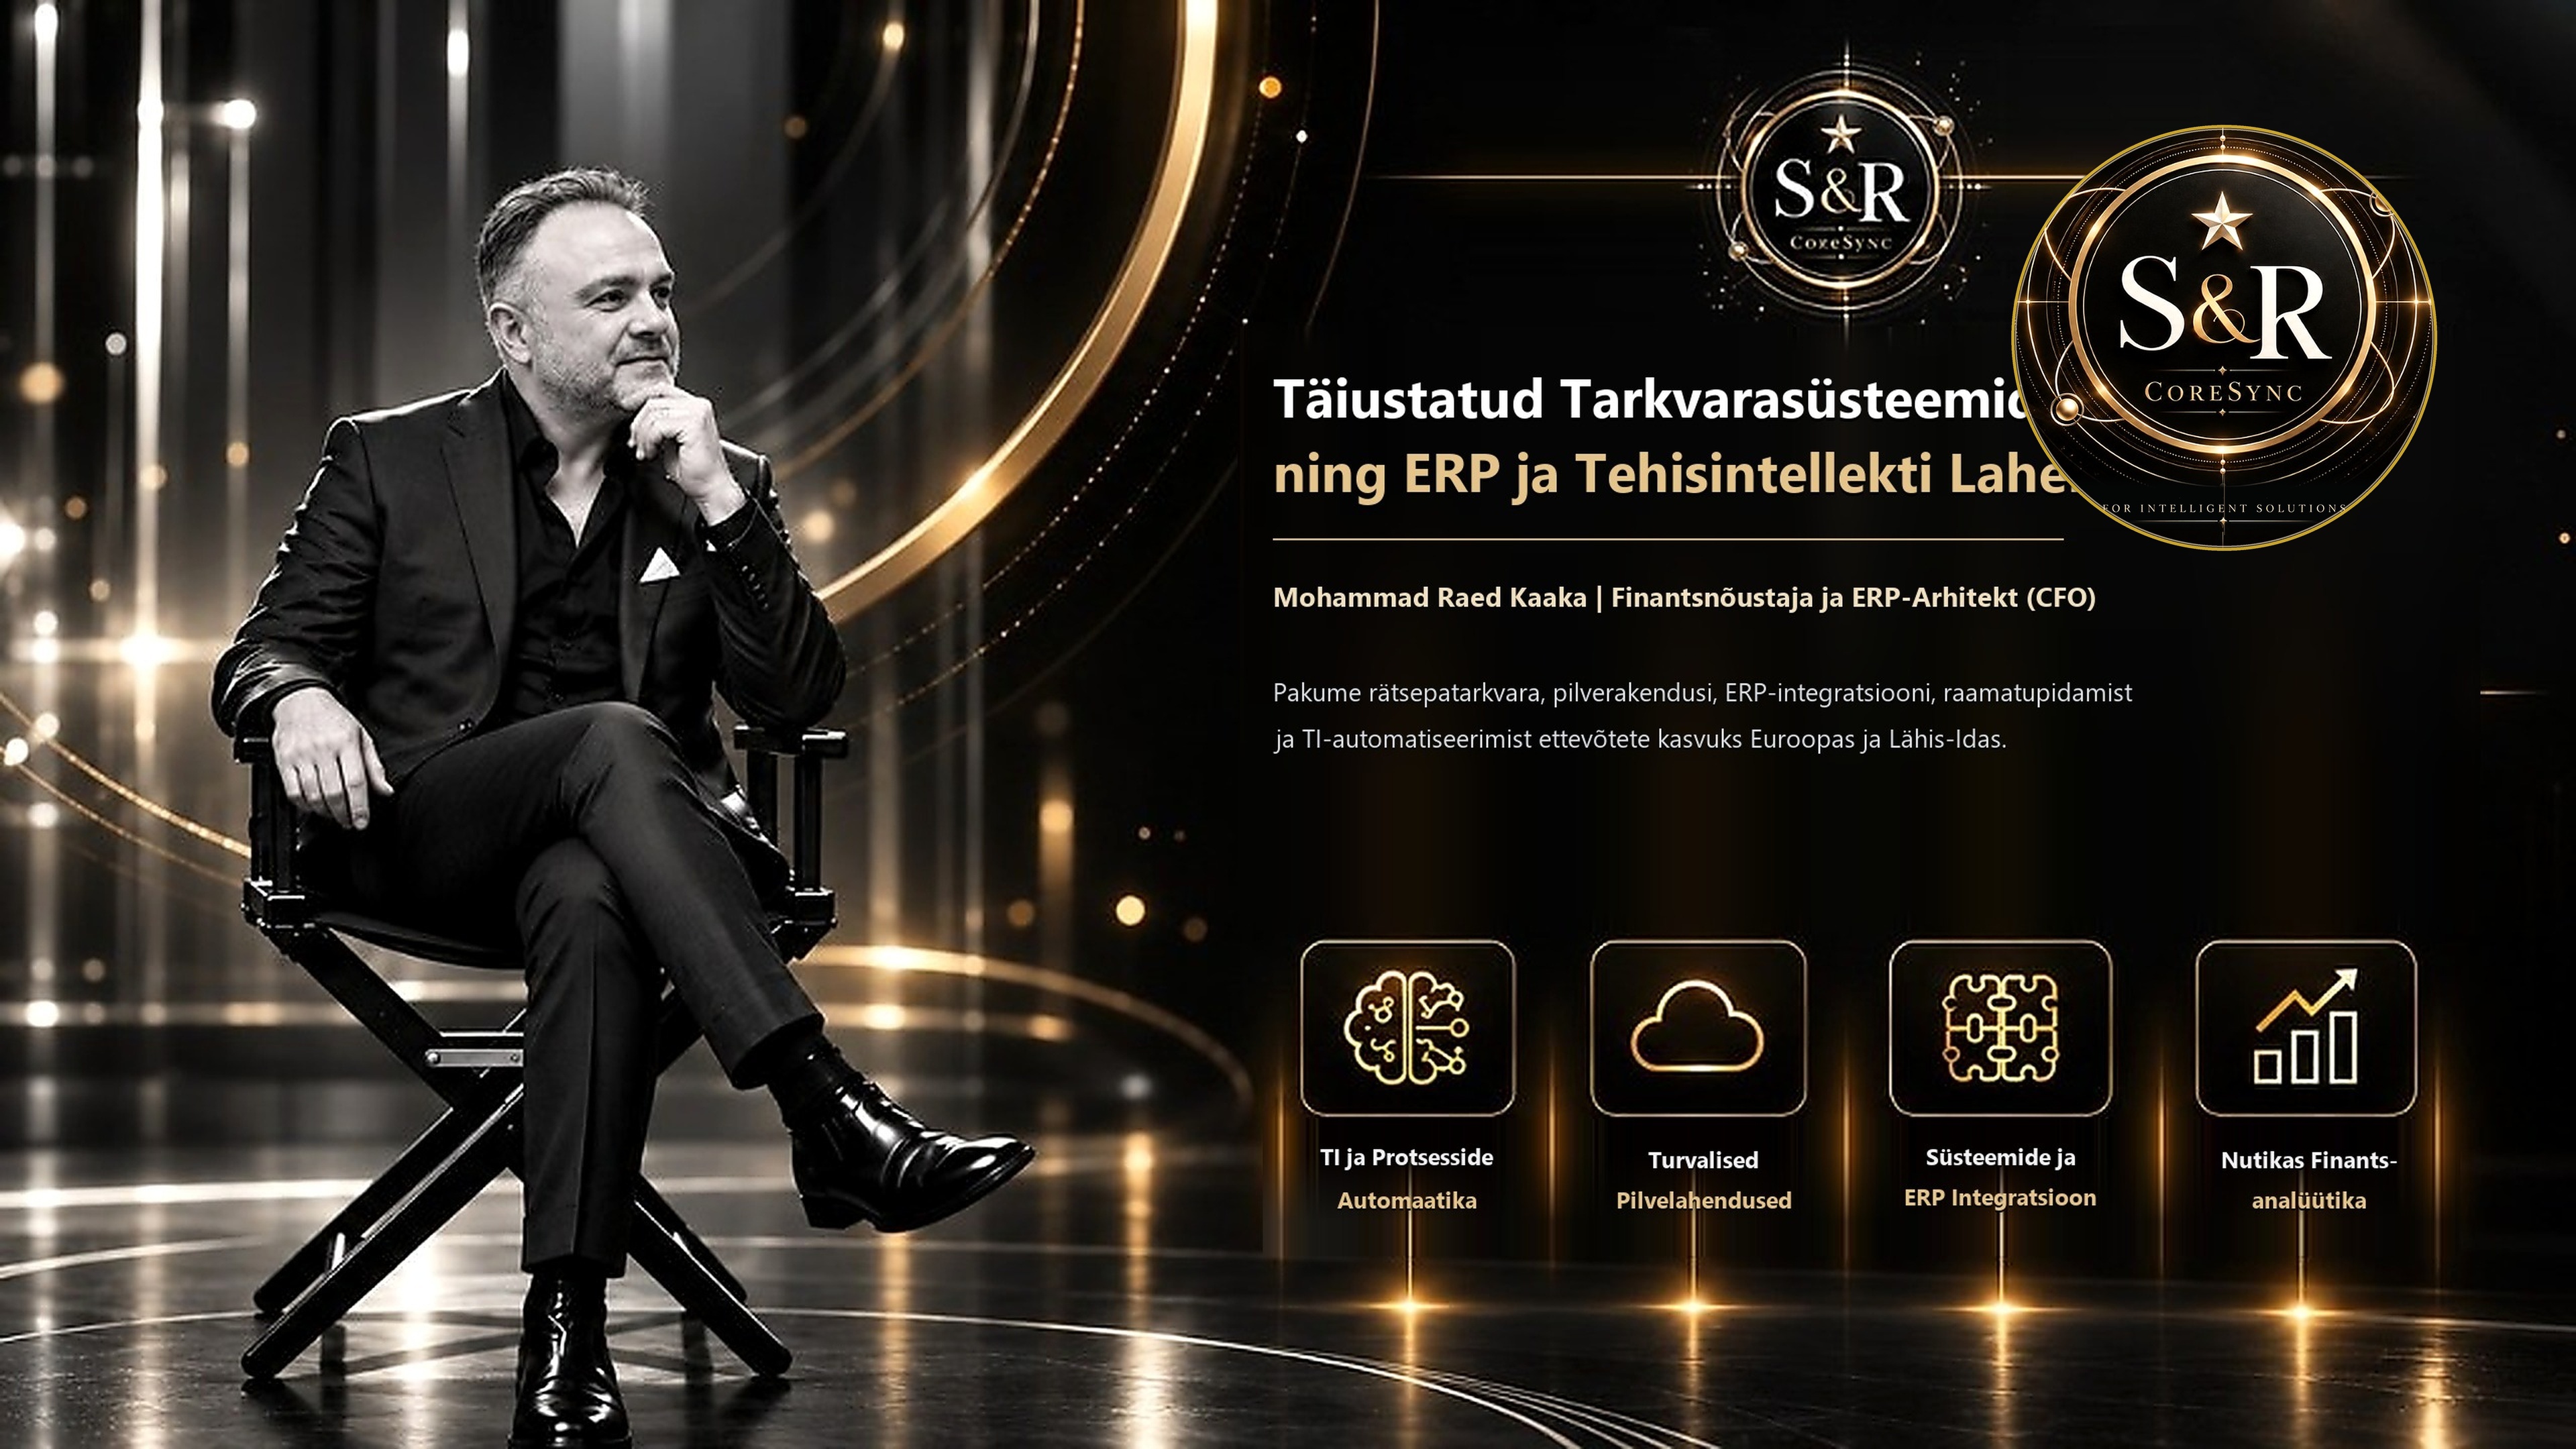 S&R
CoreSync
S&R
CORESYNC
FOR INTELLIGENT SOLUTIONS
Täiustatud Tarkvarasüsteemid
ning ERP ja Tehisintellekti
Mohammad Raed Kaaka | Finantsnõustaja ja ERP-Arhitekt (CFO)
Pakume rätsepatarkvara, pilverakendusi, ERP-integratsiooni, raamatupidamist
ja TI-automatiseerimist ettevõtete kasvuks Euroopas ja Lähis-Idas.
TI ja Protsesside
Automaatika
Turvalised
Pilvelahendused
Süsteemide ja
ERP Integratsioon
Nutikas Finants-
analüütika